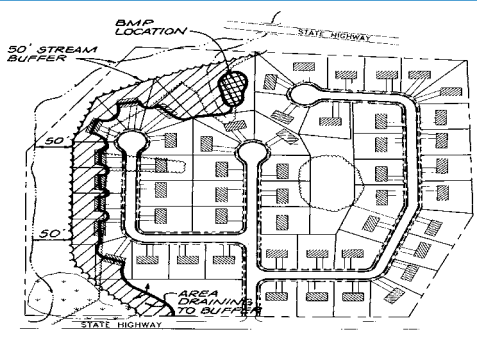 BMP
LOCATION
STATE HIGHWAY
50' STREAM
BUFFER
50'
50'
AREA
DRAINING
TO BUFFER
STATE HIGHWAY